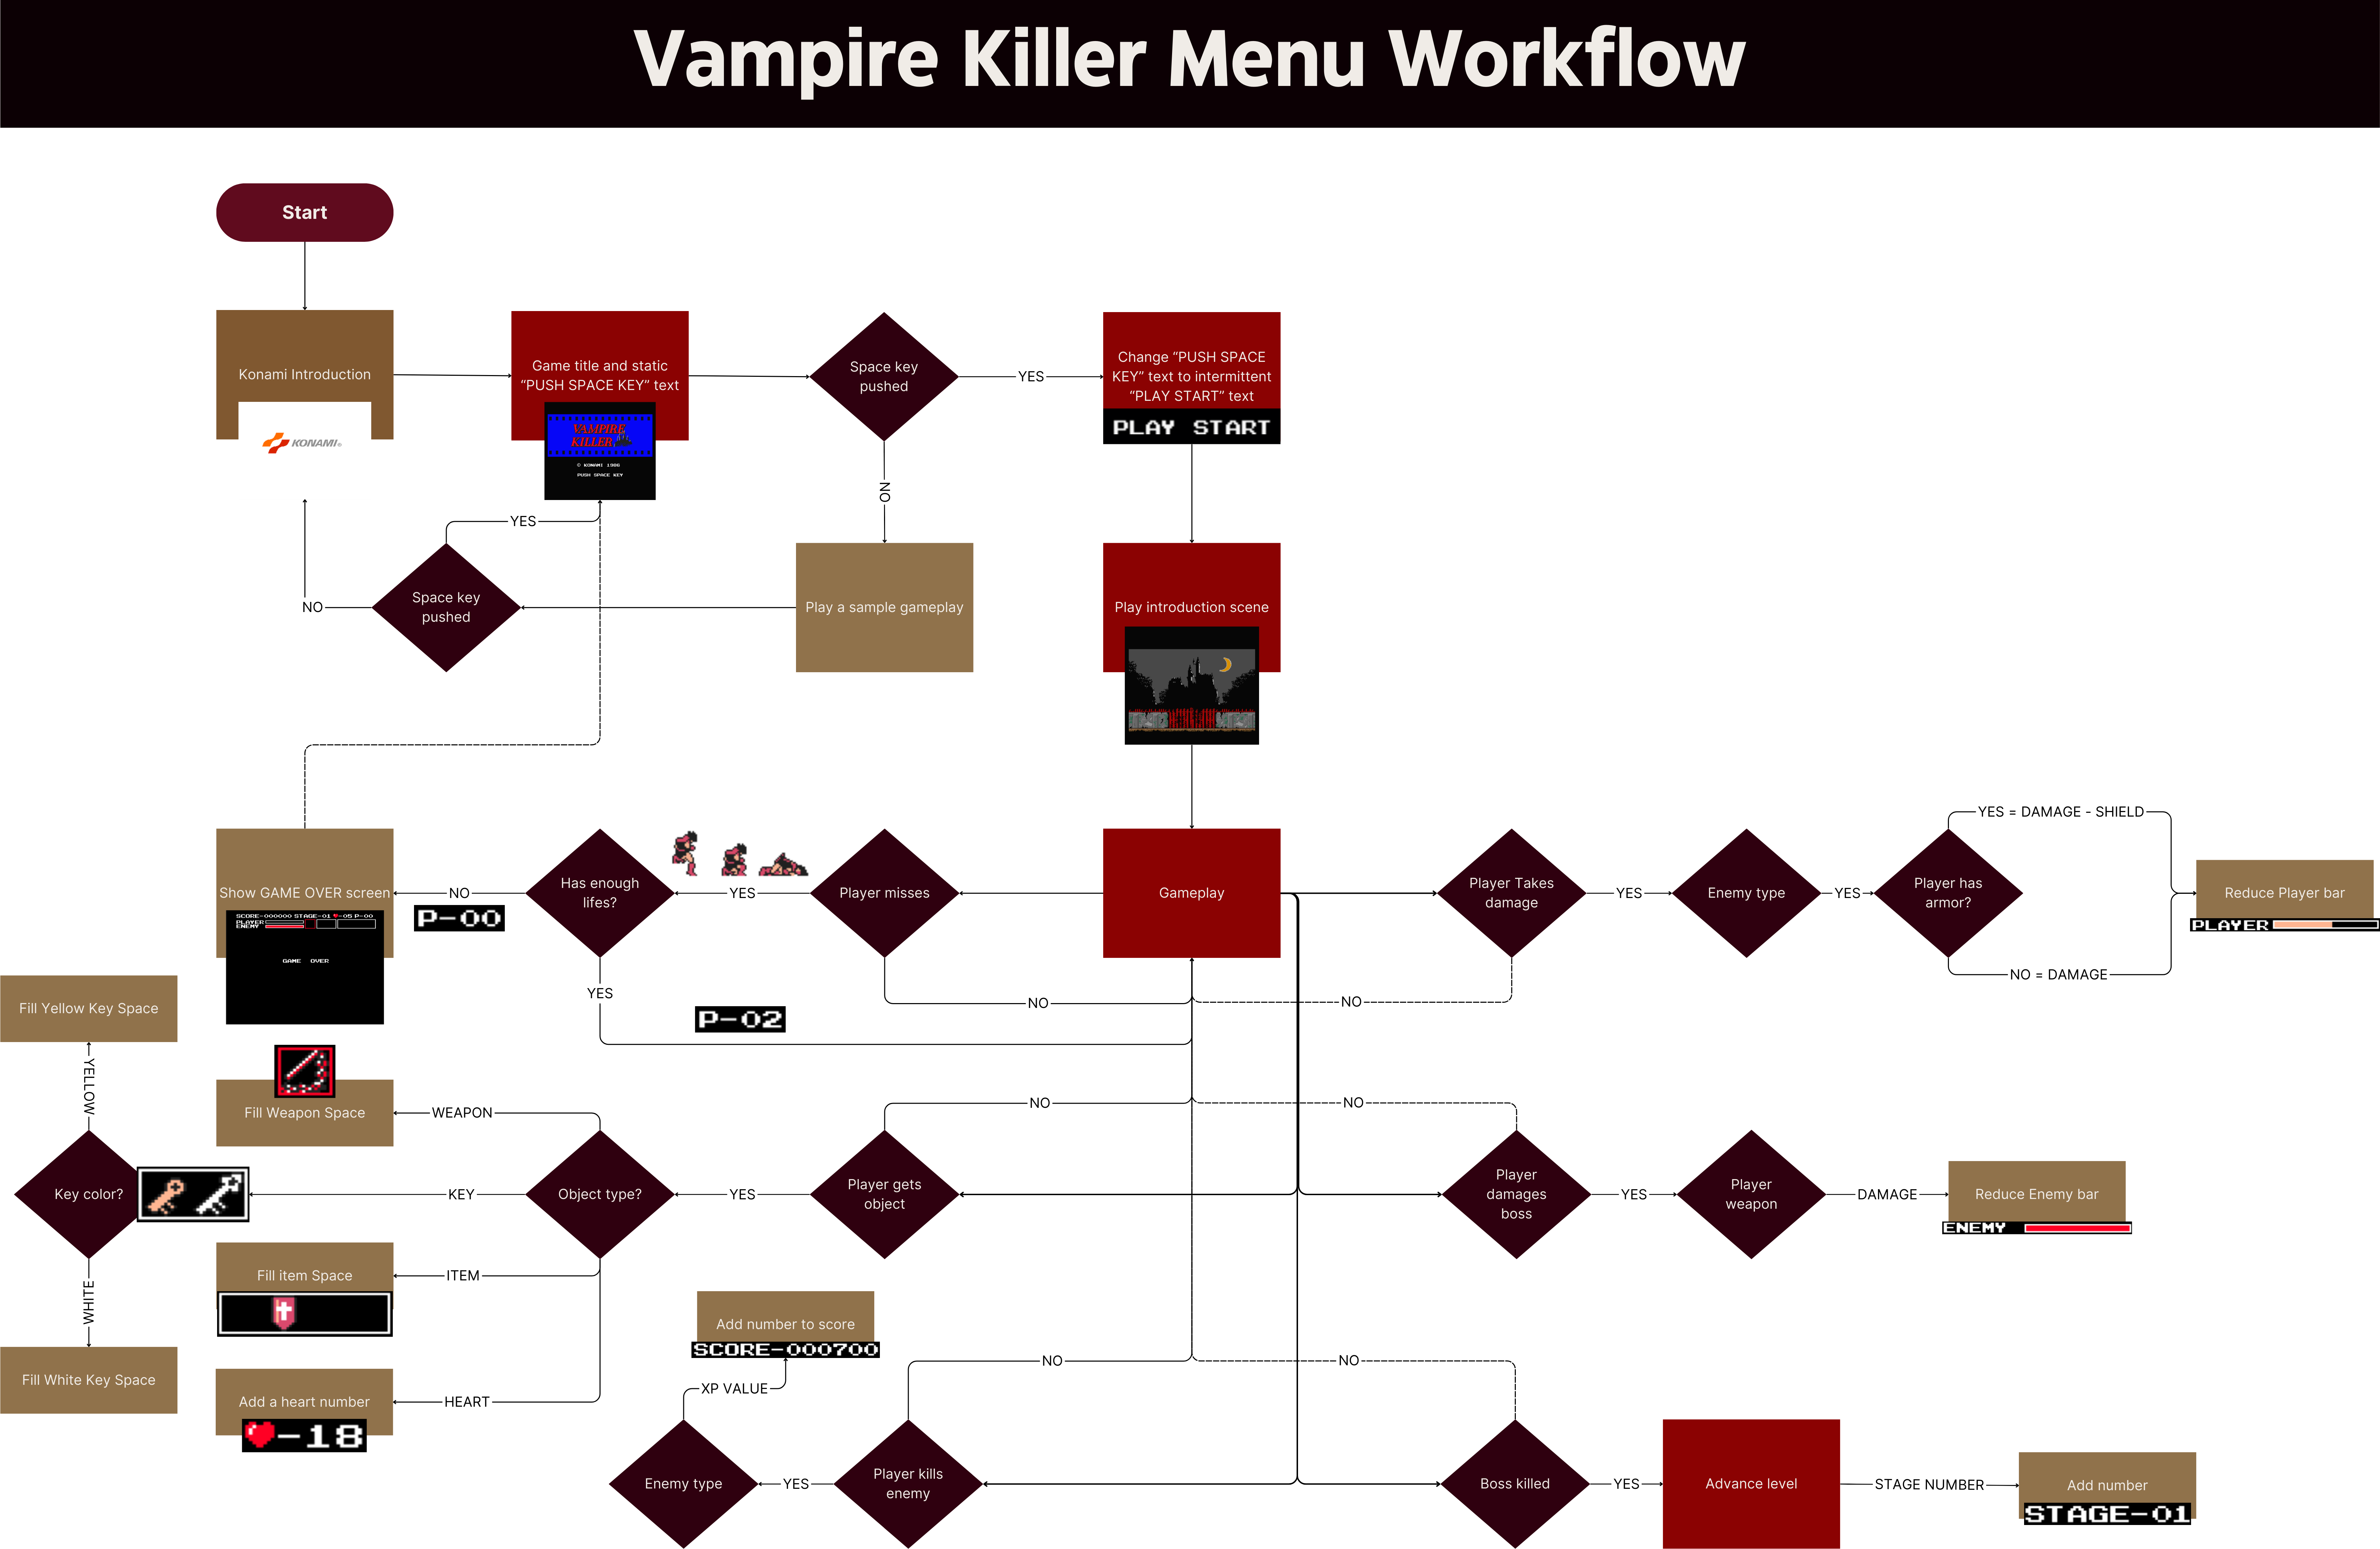 Vampire Killer Menu Workflow
Start
Konami Introduction
KONAMI®
Game title and static
“PUSH SPACE KEY” text
VAMPIRE
KILLER
© KONAMI 1986
PUSH SPACE KEY
Space key
pushed
YES
Change “PUSH SPACE
KEY” text to intermittent
“PLAY START” text
PLAY START
NO
YES
Space key
pushed
NO
Play a sample gameplay
Play introduction scene
Show GAME OVER screen
SCORE-000000 STAGE-01 -05 P-00
PLAYER
ENEMY
GAME OVER
NO
P-00
Has enough
lifes?
YES
Player misses
Gameplay
Player Takes
damage
YES
Enemy type
YES
Player has
armor?
YES = DAMAGE - SHIELD
NO = DAMAGE
Reduce Player bar
PLAYER
YES
P-02
NO
NO
Fill Yellow Key Space
YELLOW
Key color?
WHITE
Fill White Key Space
Fill Weapon Space
WEAPON
KEY
Object type?
YES
Player gets
object
NO
NO
Player
damages
boss
YES
Player
weapon
DAMAGE
Reduce Enemy bar
ENEMY
Fill item Space
ITEM
Add a heart number
-18
HEART
Add number to score
SCORE-000700
XP VALUE
Enemy type
YES
Player kills
enemy
NO
NO
Boss killed
YES
Advance level
STAGE NUMBER
Add number
STAGE-01